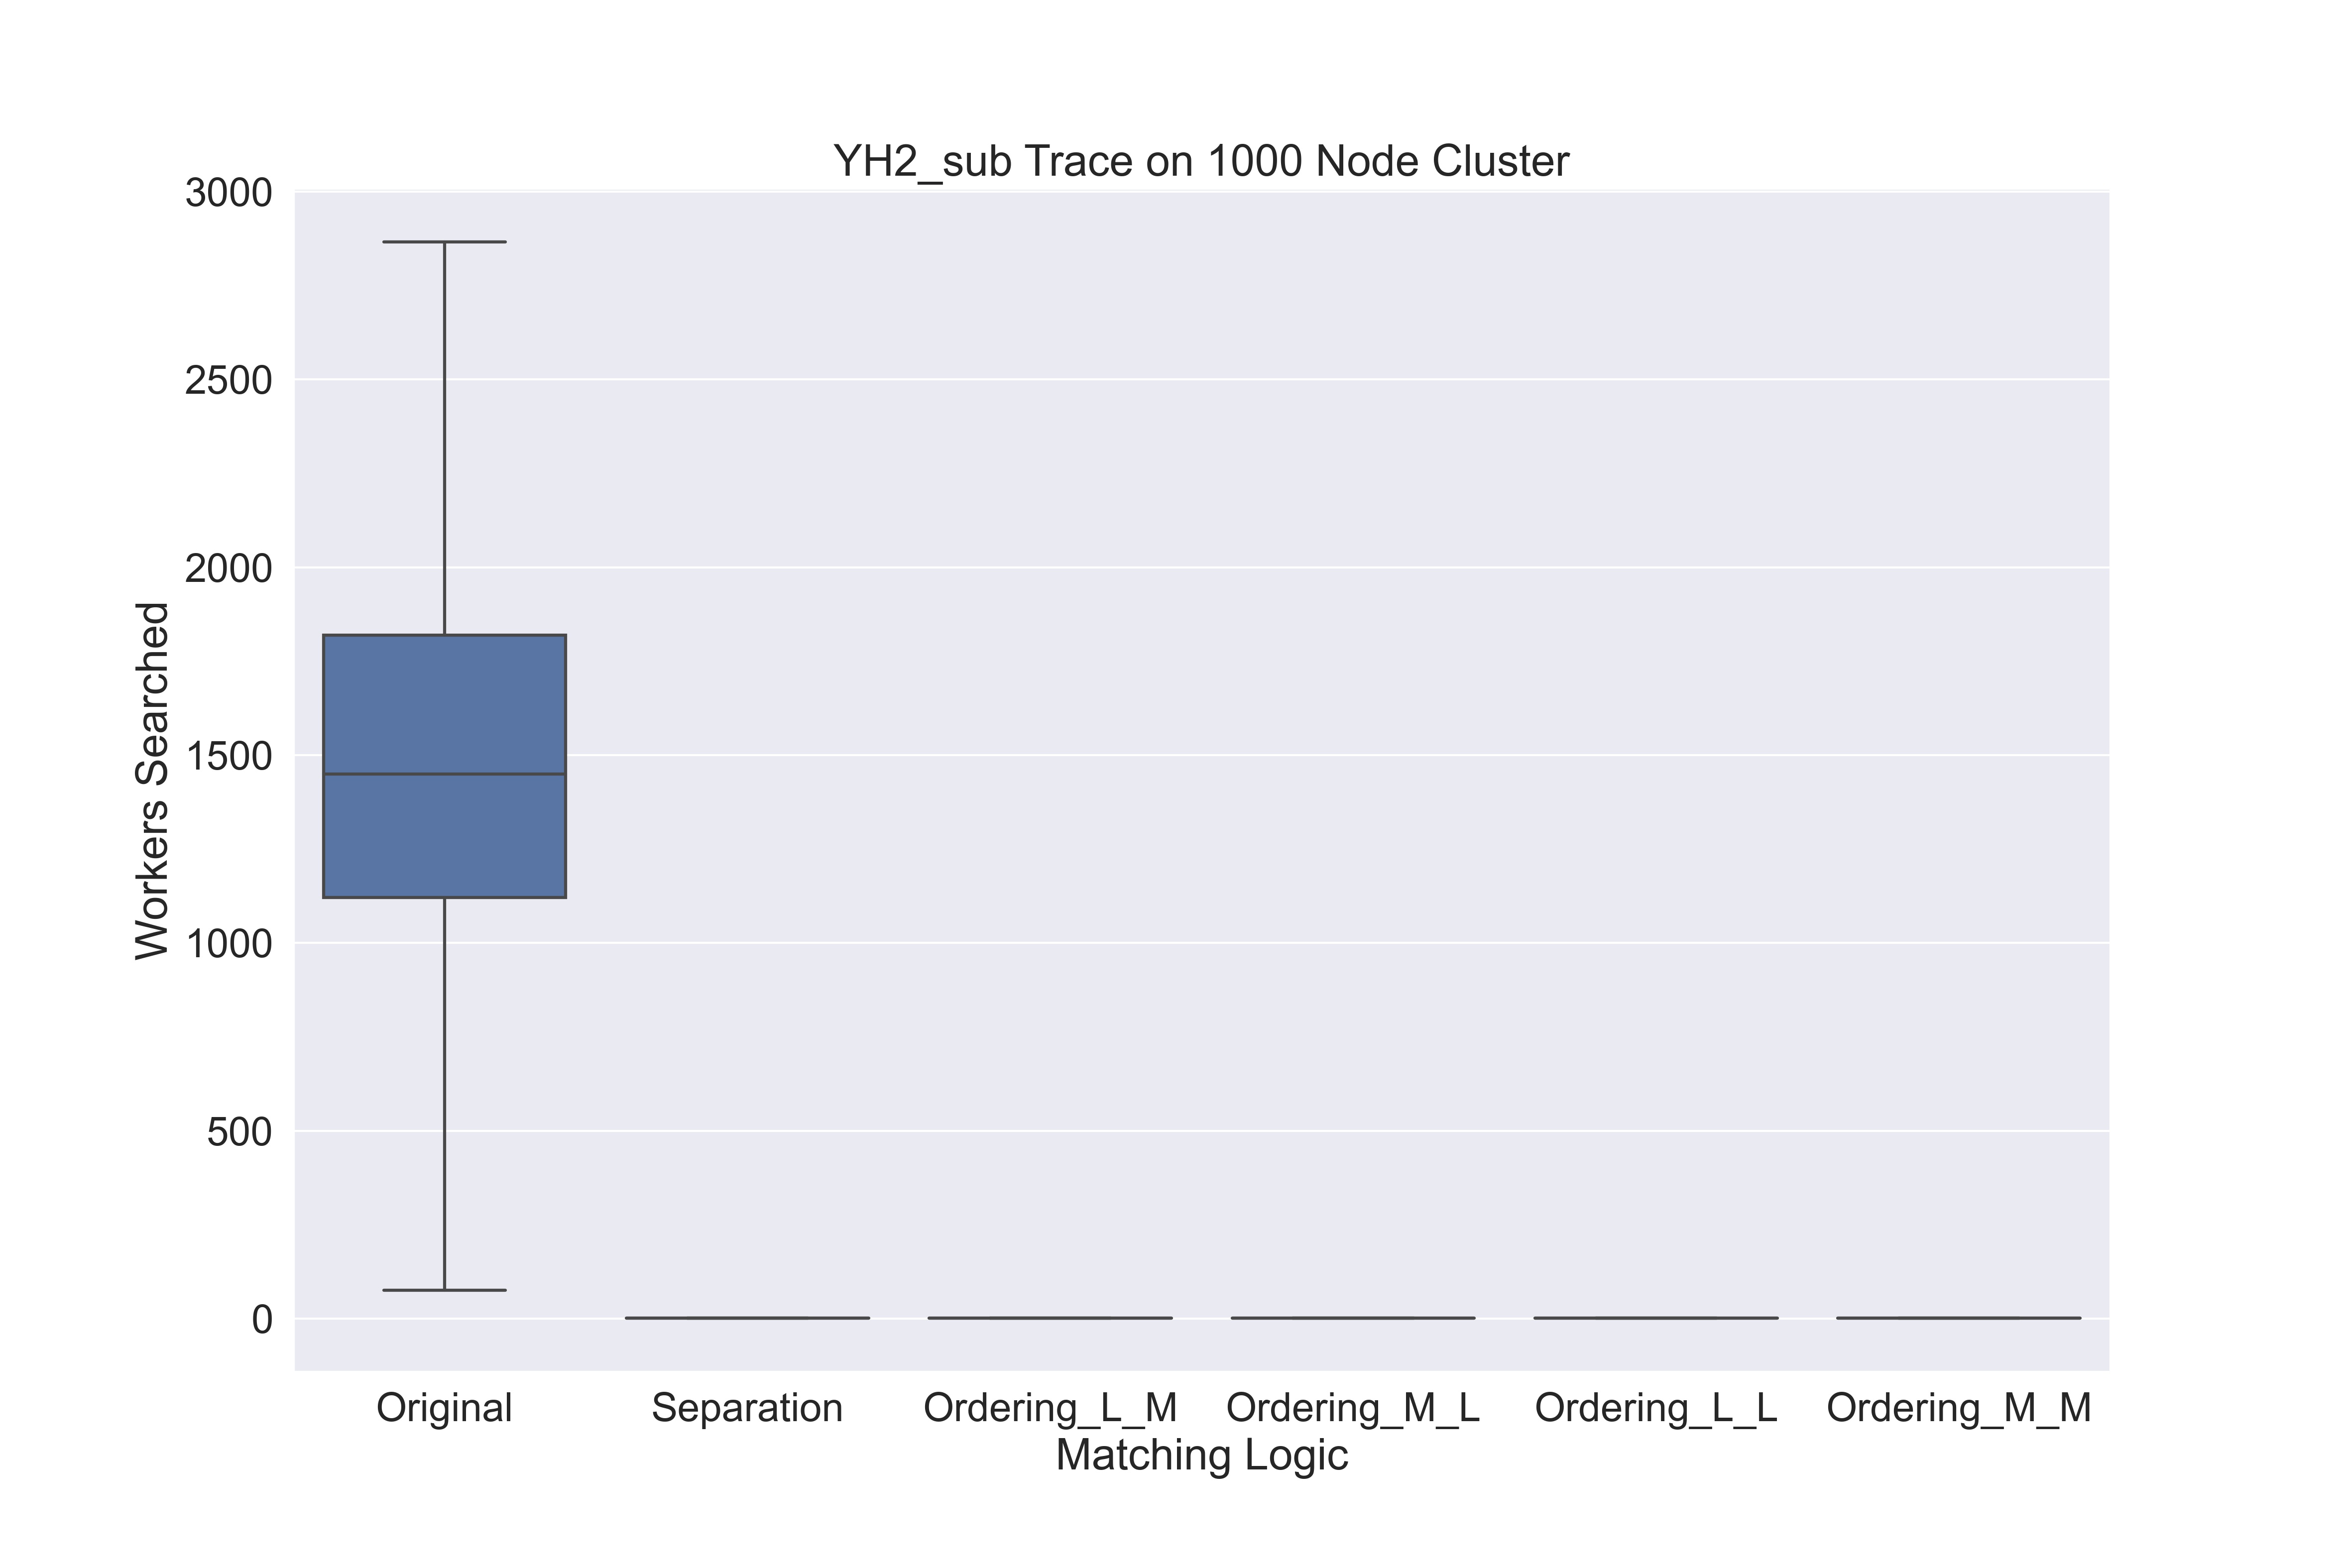 YH2_sub Trace on 1000 Node Cluster
3000
2500
2000
1500
1000
500
0
Workers Searched
Original Separation Ordering_L_M Ordering_M_L Ordering_L_L Ordering_M_M
Matching Logic